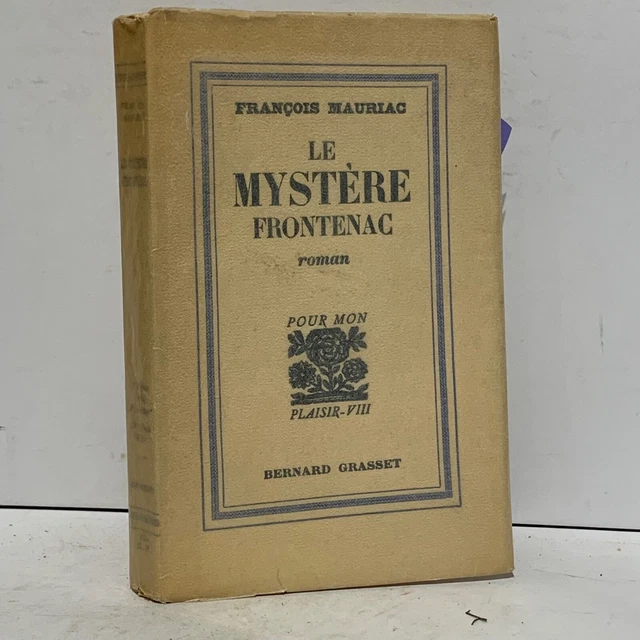 FRANÇOIS MAURIAC
LE
MYSTÈRE
FRONTENAC
roman
POUR MON
PLAISIR-VIII
BERNARD GRASSET